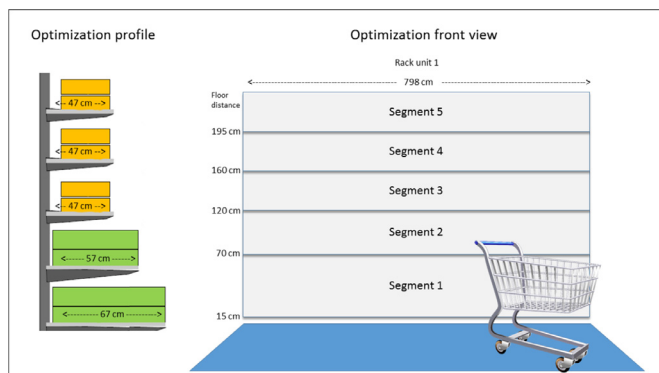 Optimization profile
Optimization front view
Rack unit 1
<---------------------------------------------------------------------->
798 cm
Floor
distance
Segment 5
195 cm
Segment 4
160 cm
Segment 3
120 cm
Segment 2
70 cm
Segment 1
15 cm
<-- 47 cm -->
<-- 47 cm -->
<-- 47 cm -->
<------ 57 cm ------>
<------- 67 cm ------->